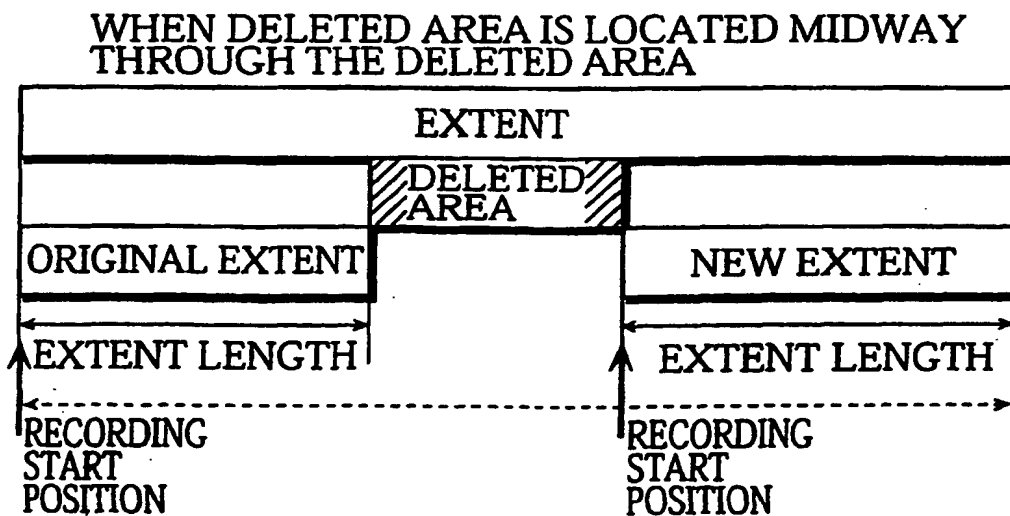 WHEN DELETED AREA IS LOCATED MIDWAY
THROUGH THE DELETED AREA
EXTENT
DELETED
AREA
ORIGINAL EXTENT
NEW EXTENT
EXTENT LENGTH
EXTENT LENGTH
RECORDING
START
POSITION
RECORDING
START
POSITION